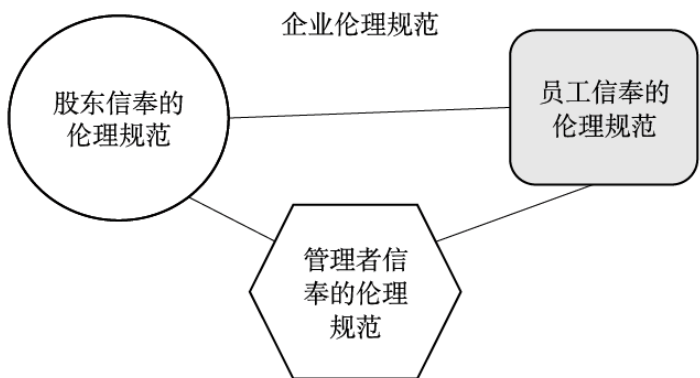 企业伦理规范
股东信奉的
伦理规范
员工信奉的
伦理规范
管理者信
奉的伦理
规范